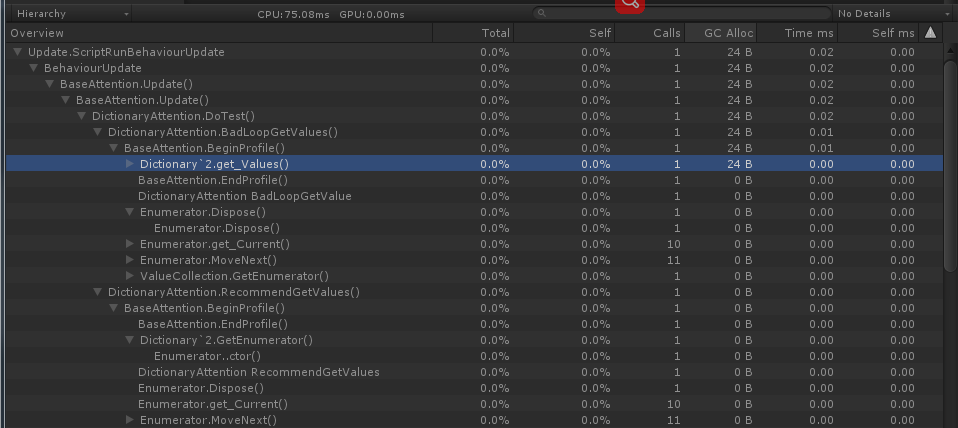 Hierarchy CPU:75.08ms GPU:0.00ms No Details
Overview Total Self Calls GC Alloc Time ms Self ms
Update.ScriptRunBehaviourUpdate 0.0% 0.0% 1 24 B 0.02 0.00
BehaviourUpdate 0.0% 0.0% 1 24 B 0.02 0.00
BaseAttention.Update() 0.0% 0.0% 1 24 B 0.02 0.00
BaseAttention.Update() 0.0% 0.0% 1 24 B 0.02 0.00
DictionaryAttention.DoTest() 0.0% 0.0% 1 24 B 0.02 0.00
DictionaryAttention.BadLoopGetValues() 0.0% 0.0% 1 24 B 0.01 0.00
BaseAttention.BeginProfile() 0.0% 0.0% 1 24 B 0.01 0.00
Dictionary`2.get_Values() 0.0% 0.0% 1 24 B 0.00 0.00
BaseAttention.EndProfile() 0.0% 0.0% 1 0 B 0.00 0.00
DictionaryAttention BadLoopGetValue 0.0% 0.0% 1 0 B 0.00 0.00
Enumerator.Dispose() 0.0% 0.0% 1 0 B 0.00 0.00
Enumerator.Dispose() 0.0% 0.0% 1 0 B 0.00 0.00
Enumerator.get_Current() 0.0% 0.0% 10 0 B 0.00 0.00
Enumerator.MoveNext() 0.0% 0.0% 11 0 B 0.00 0.00
ValueCollection.GetEnumerator() 0.0% 0.0% 1 0 B 0.00 0.00
DictionaryAttention.RecommendGetValues() 0.0% 0.0% 1 0 B 0.00 0.00
BaseAttention.BeginProfile() 0.0% 0.0% 1 0 B 0.00 0.00
BaseAttention.EndProfile() 0.0% 0.0% 1 0 B 0.00 0.00
Dictionary`2.GetEnumerator() 0.0% 0.0% 1 0 B 0.00 0.00
Enumerator..ctor() 0.0% 0.0% 1 0 B 0.00 0.00
DictionaryAttention RecommendGetValues 0.0% 0.0% 1 0 B 0.00 0.00
Enumerator.Dispose() 0.0% 0.0% 1 0 B 0.00 0.00
Enumerator.get_Current() 0.0% 0.0% 10 0 B 0.00 0.00
Enumerator.MoveNext() 0.0% 0.0% 11 0 B 0.00 0.00